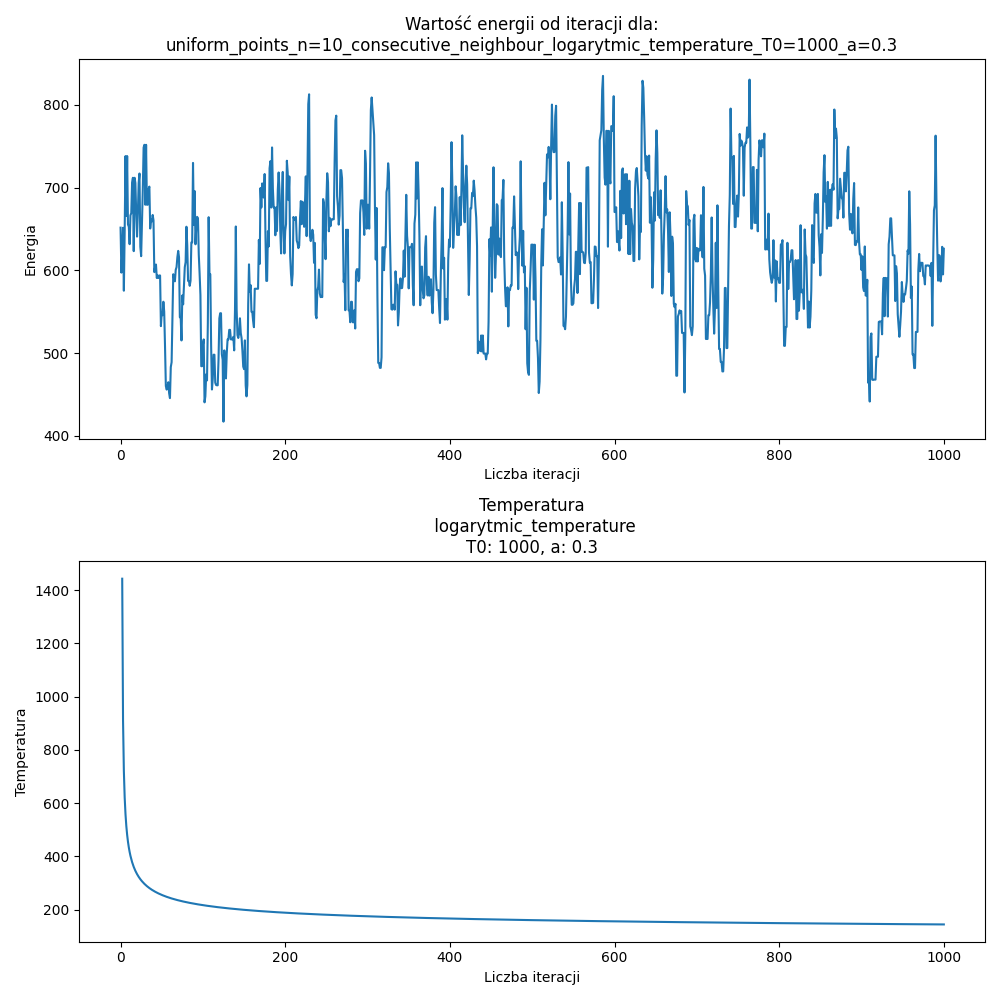 Wartość energii od iteracji dla:
uniform_points_n=10_consecutive_neighbour_logarytmic_temperature_T0=1000_a=0.3
800
700
600
500
400
Energia
0
200
400
600
800
1000
Liczba iteracji
Temperatura
logarytmic_temperature
T0: 1000, a: 0.3
1400
1200
1000
800
600
400
200
Temperatura
0
200
400
600
800
1000
Liczba iteracji